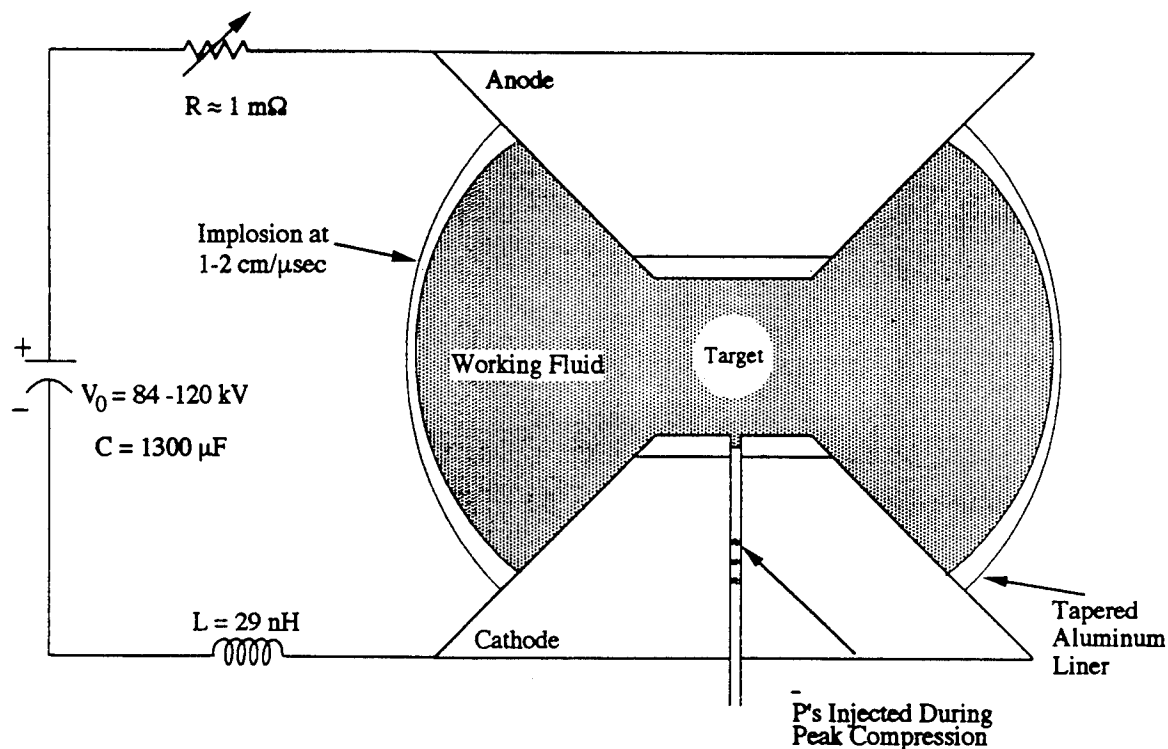 Anode
R ≈ 1 mΩ
Implosion at
1-2 cm/μsec
+
Working Fluid
Target
−
V₀ = 84 -120 kV
C = 1300 μF
L = 29 nH
Cathode
Tapered
Aluminum
Liner
P̄'s Injected During
Peak Compression